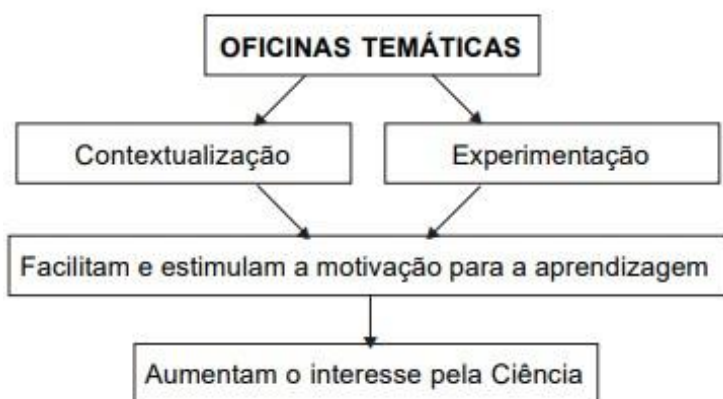 OFICINAS TEMÁTICAS
Contextualização
Experimentação
Facilitam e estimulam a motivação para a aprendizagem
Aumentam o interesse pela Ciência